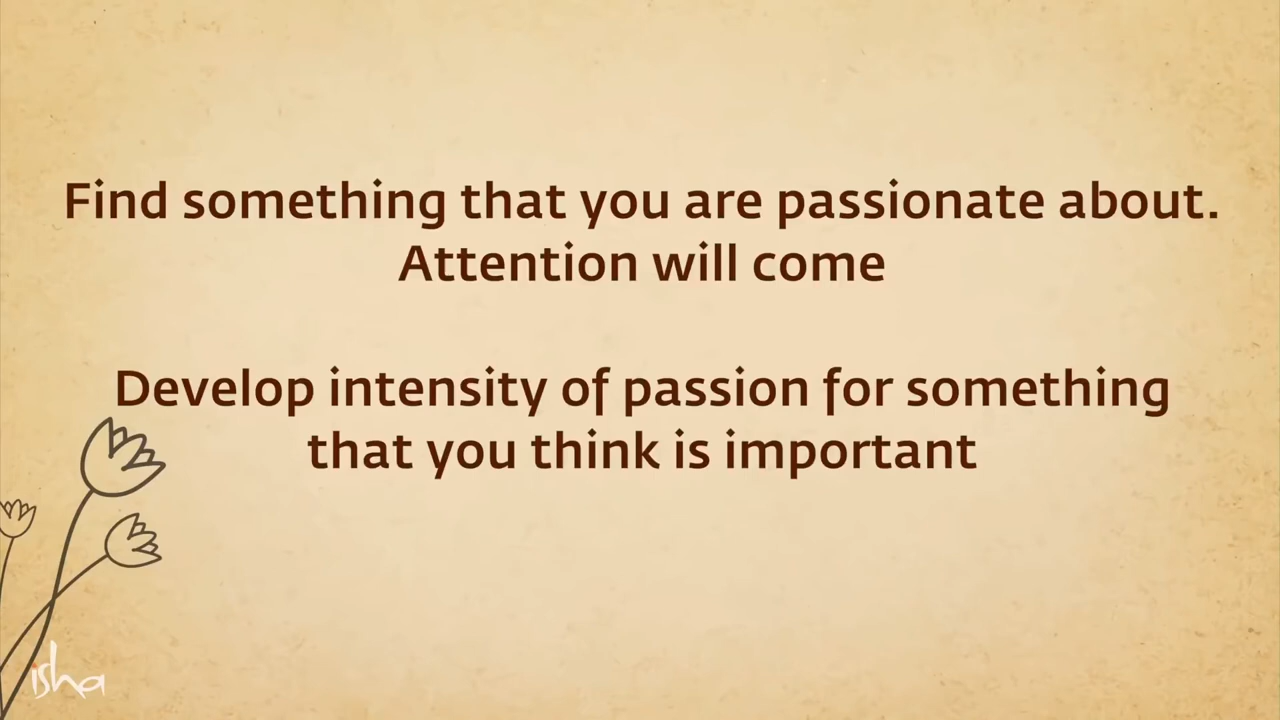 Find something that you are passionate about.
Attention will come
Develop intensity of passion for something
that you think is important
isha